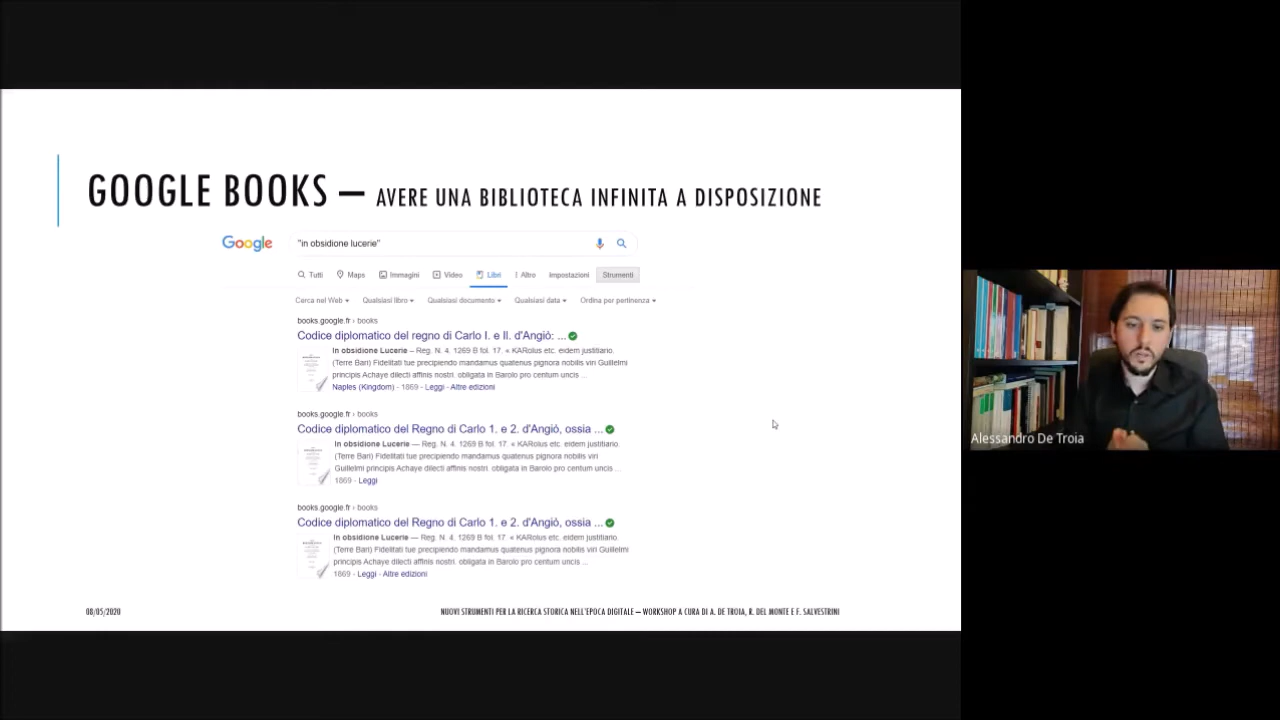 GOOGLE BOOKS — AVERE UNA BIBLIOTECA INFINITA A DISPOSIZIONE
Google
"in obsidione lucerie"
Tutti Maps Immagini Video Libri Altro Impostazioni Strumenti
Cerca nel Web Qualsiasi libro Qualsiasi documento Qualsiasi data Ordina per pertinenza
books.google.fr › books
Codice diplomatico del regno di Carlo I. e II. d'Angiò: ...
In obsidione Lucerie – Reg. N. 4. 1269 B fol. 17. « KARolus etc. eidem justitiario.
(Terre Bari) Fidelitati tue precipiendo mandamus quatenus pignora nobilis viri Guillelmi
principis Achaye dilecti affinis nostri. obligata in Barolo pro centum uncis ...
Naples (Kingdom) - 1869 - Leggi - Altre edizioni
books.google.fr › books
Codice diplomatico del Regno di Carlo 1. e 2. d'Angiò, ossia ...
In obsidione Lucerie — Reg. N. 4. 1269 B fol. 17. « KARolus etc. eidem justitiario.
(Terre Bari) Fidelitati tue precipiendo mandamus quatenus pignora nobilis viri
Guillelmi principis Achaye dilecti affinis nostri. obligata in Barolo pro centum uncis ...
1869 - Leggi
books.google.fr › books
Codice diplomatico del Regno di Carlo 1. e 2. d'Angiò, ossia ...
In obsidione Lucerie — Reg. N. 4. 1269 B fol. 17. « KARolus etc. eidem justitiario.
(Terre Bari) Fidelitati tue precipiendo mandamus quatenus pignora nobilis viri Guillelmi
principis Achaye dilecti affinis nostri. obligata in Barolo pro centum uncis ...
1869 - Leggi - Altre edizioni
08/05/2020
NUOVI STRUMENTI PER LA RICERCA STORICA NELL'EPOCA DIGITALE – WORKSHOP A CURA DI A. DE TROIA, R. DEL MONTE E F. SALVESTRINI
Alessandro De Troia